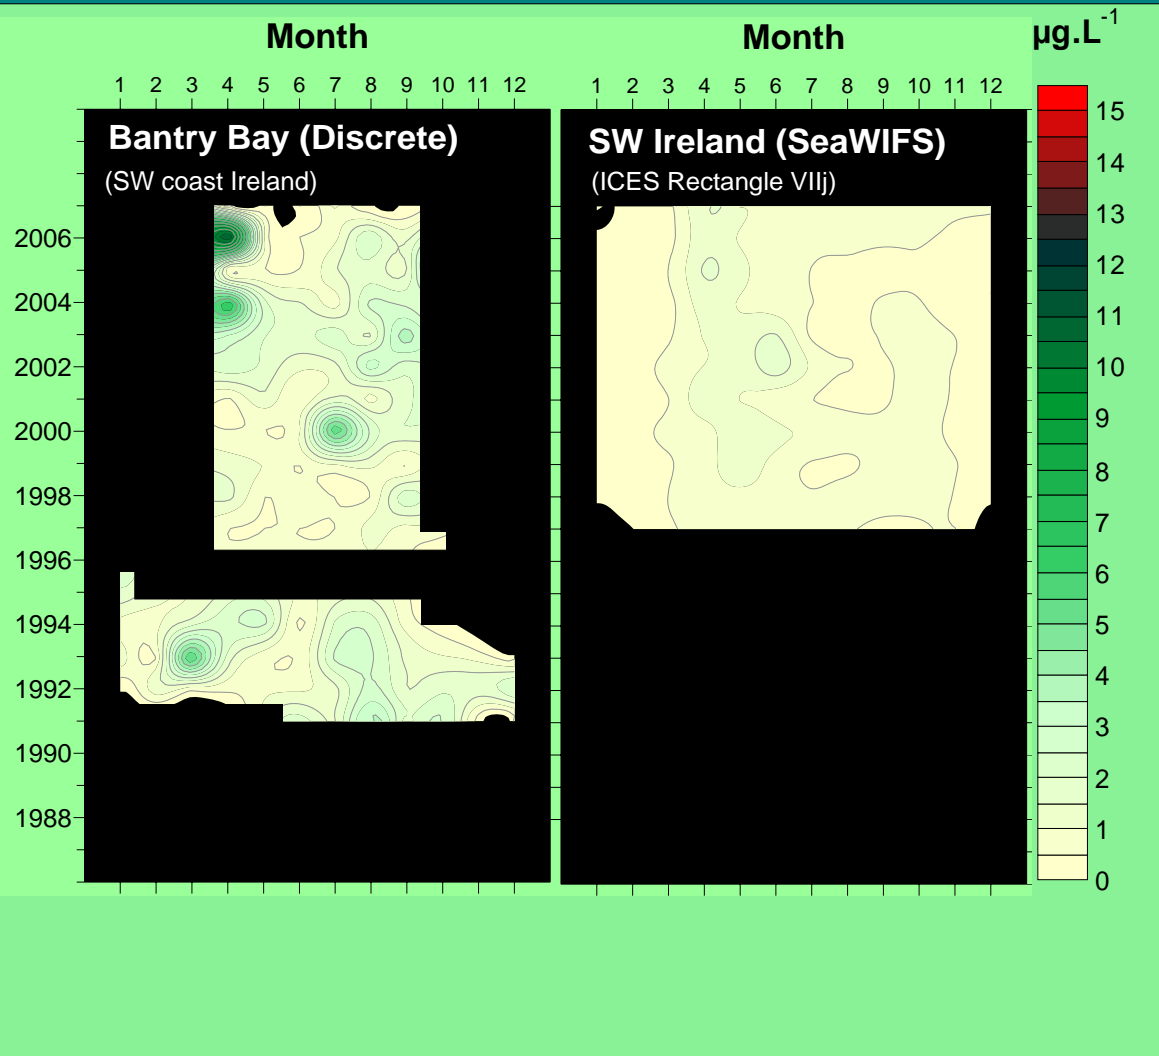 Month
Month
µg.L-1
1 2 3 4 5 6 7 8 9 10 11 12
1 2 3 4 5 6 7 8 9 10 11 12
Bantry Bay (Discrete)
(SW coast Ireland)
SW Ireland (SeaWIFS)
(ICES Rectangle VIIj)
2006
2004
2002
2000
1998
1996
1994
1992
1990
1988
15
14
13
12
11
10
9
8
7
6
5
4
3
2
1
0